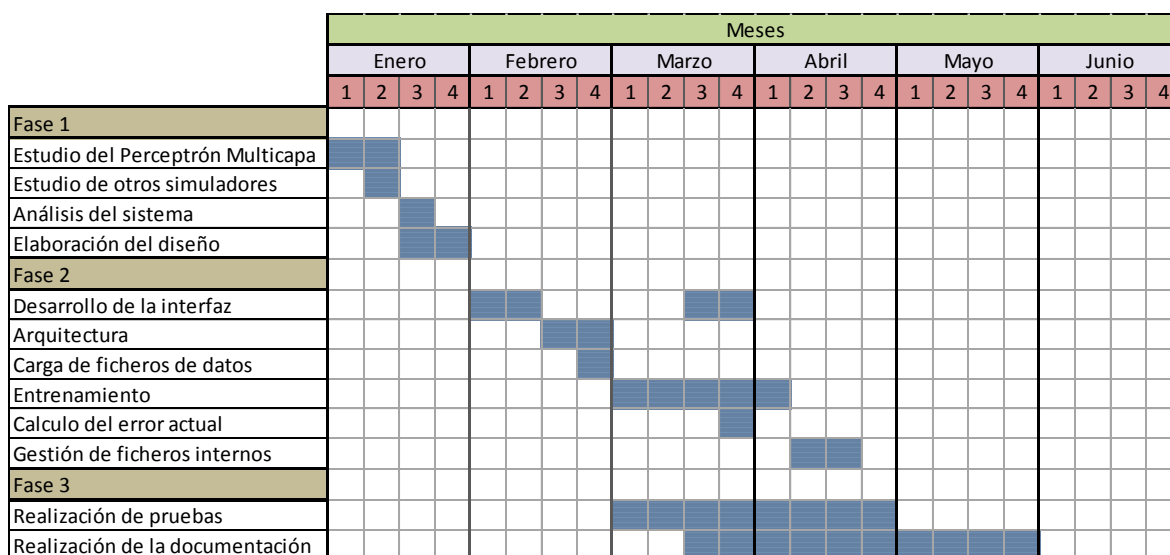 Meses
Enero Febrero Marzo Abril Mayo Junio
1 2 3 4 1 2 3 4 1 2 3 4 1 2 3 4 1 2 3 4 1 2 3 4
Fase 1
Estudio del Perceptrón Multicapa
Estudio de otros simuladores
Análisis del sistema
Elaboración del diseño
Fase 2
Desarrollo de la interfaz
Arquitectura
Carga de ficheros de datos
Entrenamiento
Calculo del error actual
Gestión de ficheros internos
Fase 3
Realización de pruebas
Realización de la documentación